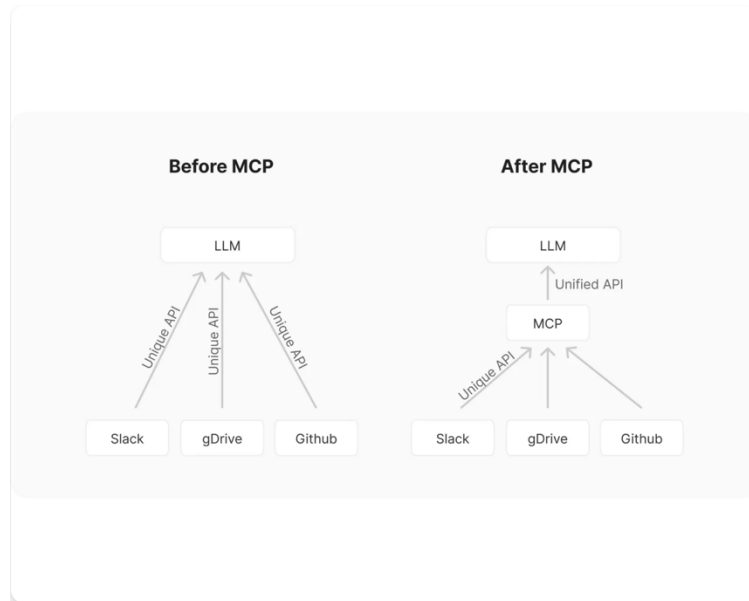 Before MCP
LLM
Unique API
Unique API
Unique API
Slack
gDrive
Github
After MCP
LLM
Unified API
MCP
Unique API
Slack
gDrive
Github